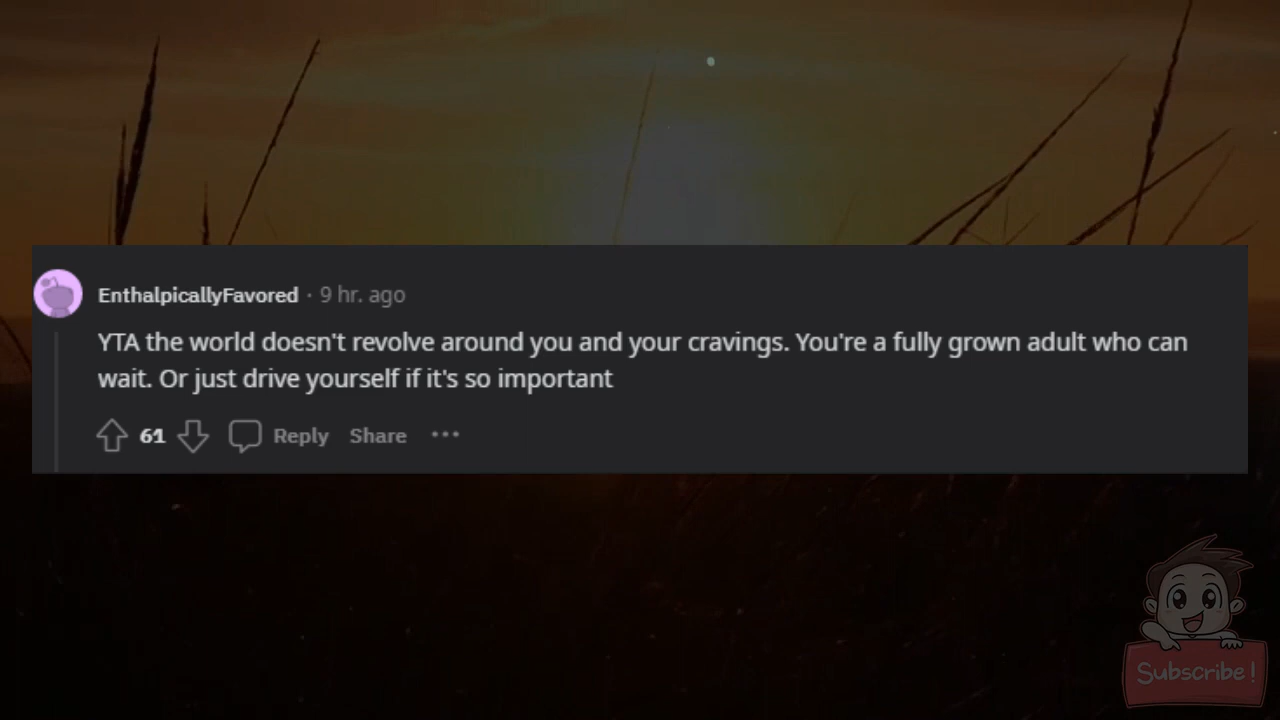 EnthalpicallyFavored · 9 hr. ago
YTA the world doesn't revolve around you and your cravings. You're a fully grown adult who can
wait. Or just drive yourself if it's so important
61 Reply Share ···
Subscribe!